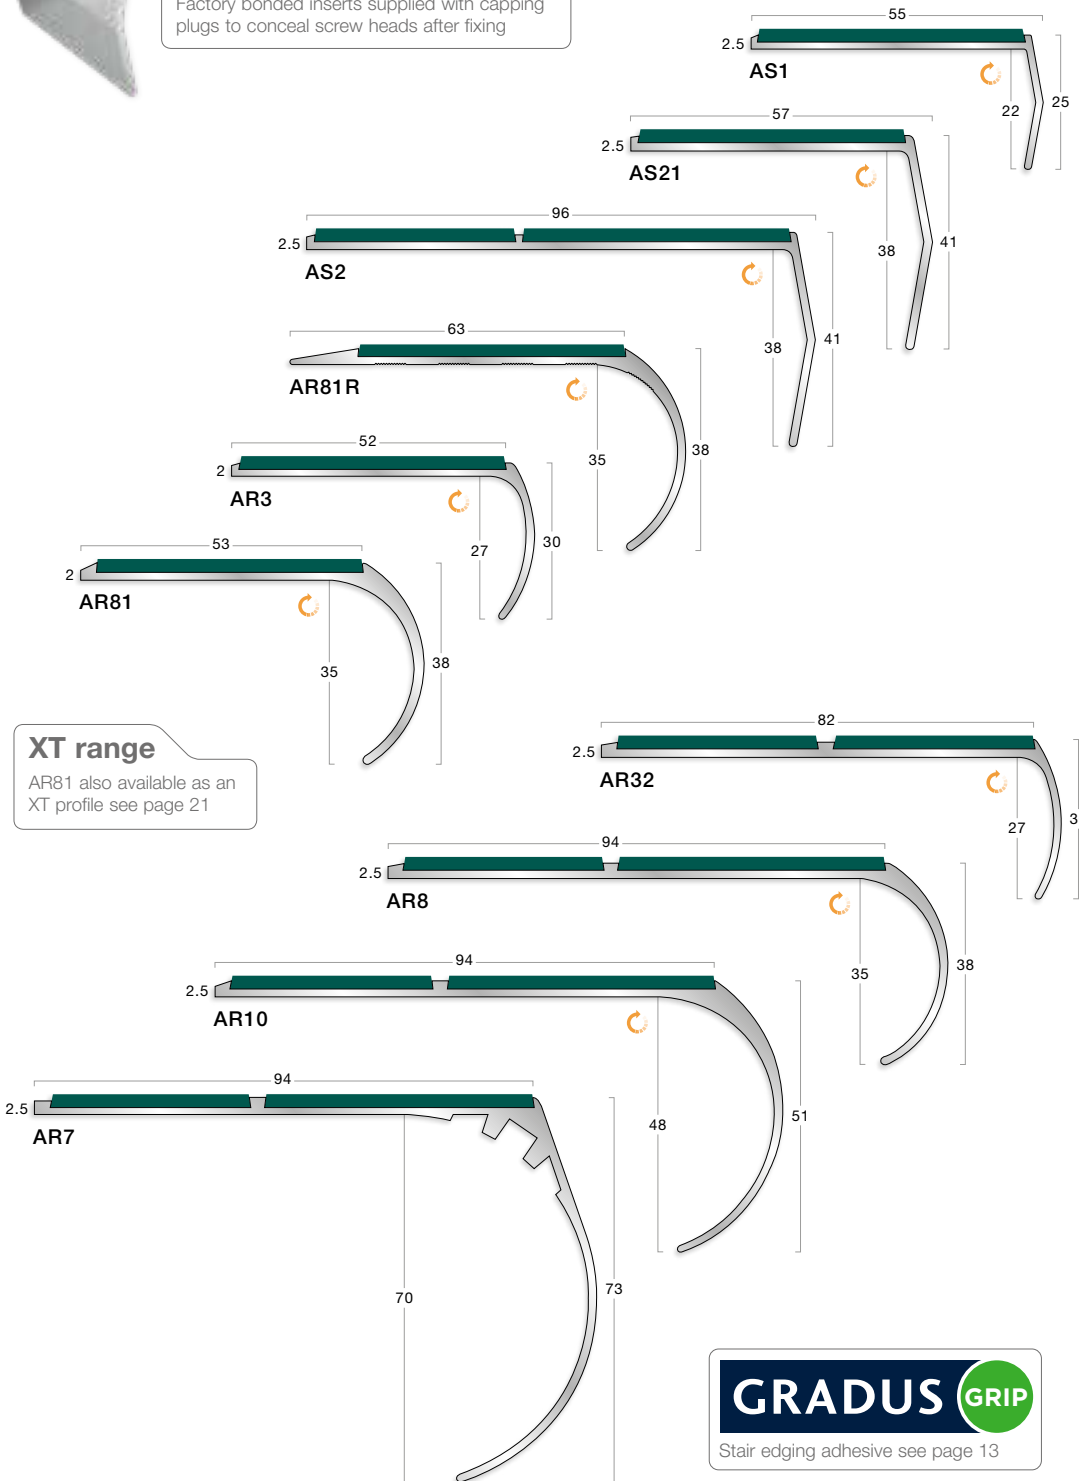 Factory bonded inserts supplied with capping
plugs to conceal screw heads after fixing
55
2.5
AS1
22
25
57
2.5
AS21
38
41
96
2.5
AS2
38
41
63
AR81R
35
38
52
2
AR3
27
30
53
2
AR81
35
38
XT range
AR81 also available as an
XT profile see page 21
82
2.5
AR32
27
3
94
2.5
AR8
35
38
94
2.5
AR10
48
51
94
2.5
AR7
70
73
GRADUS GRIP
Stair edging adhesive see page 13